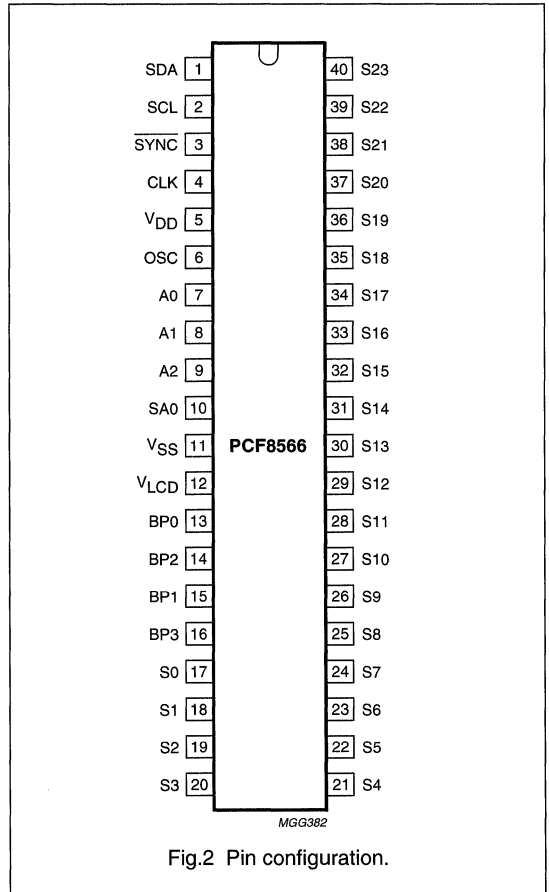 SDA 1 40 S23
SCL 2 39 S22
S̅Y̅N̅C̅ 3 38 S21
CLK 4 37 S20
VDD 5 36 S19
OSC 6 35 S18
A0 7 34 S17
A1 8 33 S16
A2 9 32 S15
SA0 10 31 S14
VSS 11 PCF8566 30 S13
VLCD 12 29 S12
BP0 13 28 S11
BP2 14 27 S10
BP1 15 26 S9
BP3 16 25 S8
S0 17 24 S7
S1 18 23 S6
S2 19 22 S5
S3 20 21 S4
MGG382
Fig.2 Pin configuration.